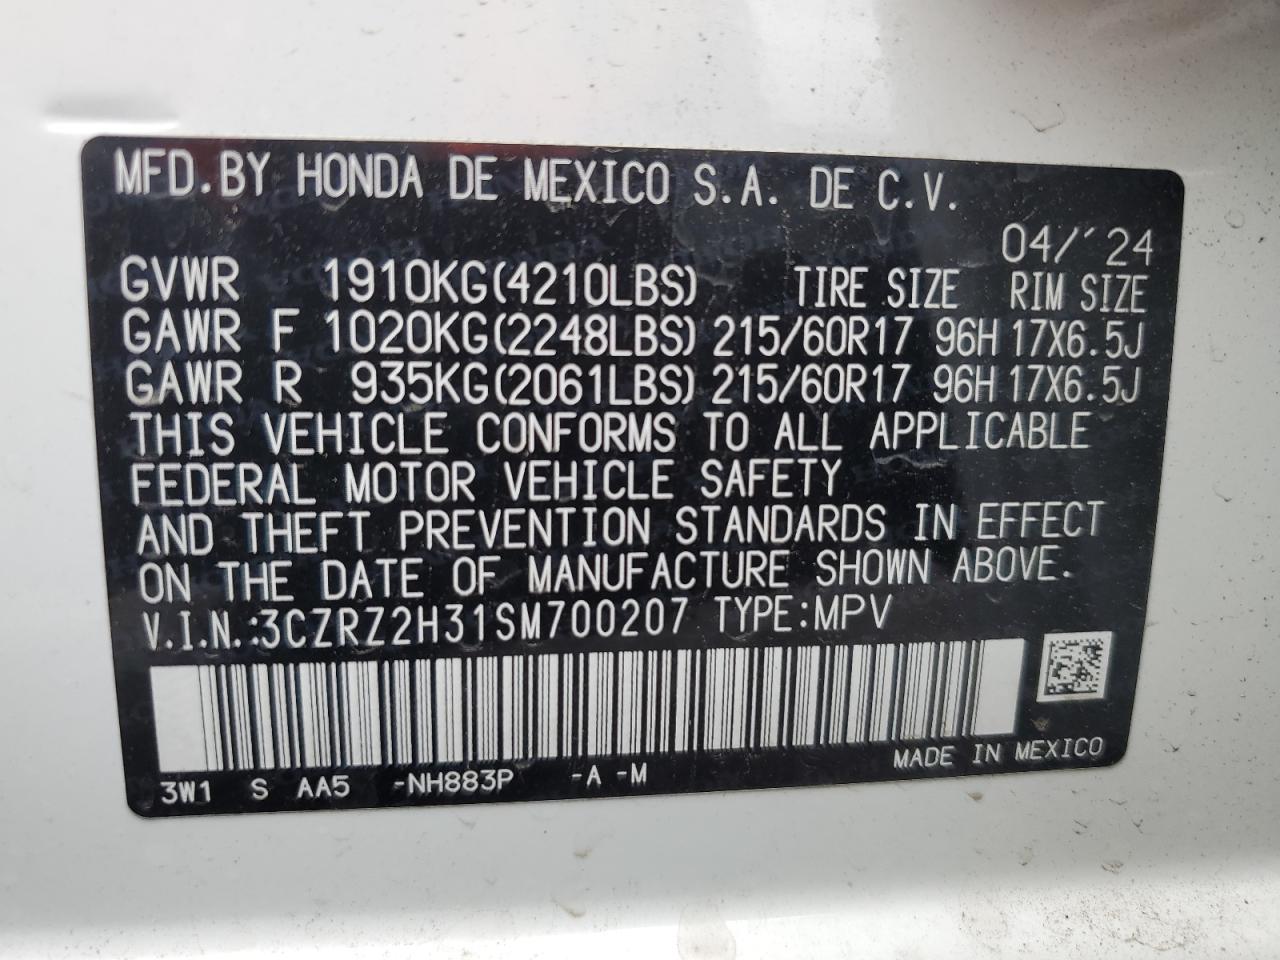 MFD.BY HONDA DE MEXICO S.A. DE C.V.
04/'24
GVWR 1910KG(4210LBS) TIRE SIZE RIM SIZE
GAWR F 1020KG(2248LBS) 215/60R17 96H 17X6.5J
GAWR R 935KG(2061LBS) 215/60R17 96H 17X6.5J
THIS VEHICLE CONFORMS TO ALL APPLICABLE
FEDERAL MOTOR VEHICLE SAFETY
AND THEFT PREVENTION STANDARDS IN EFFECT
ON THE DATE OF MANUFACTURE SHOWN ABOVE.
V.I.N.:3CZRZ2H31SM700207 TYPE:MPV
3W1 S AA5 -NH883P -A -M MADE IN MEXICO